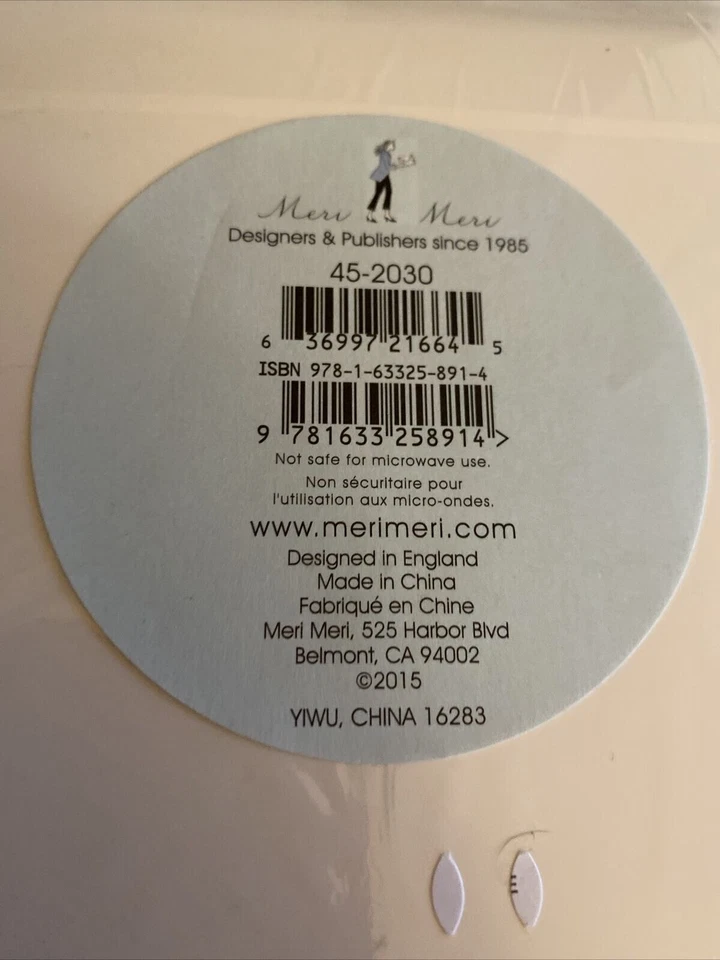 Meri Meri
Designers & Publishers since 1985
45-2030
6 36997 21664 5
ISBN 978-1-63325-891-4
9 781633 258914 >
Not safe for microwave use.
Non sécuritaire pour
l'utilisation aux micro-ondes.
www.merimeri.com
Designed in England
Made in China
Fabriqué en Chine
Meri Meri, 525 Harbor Blvd
Belmont, CA 94002
©2015
YIWU, CHINA 16283